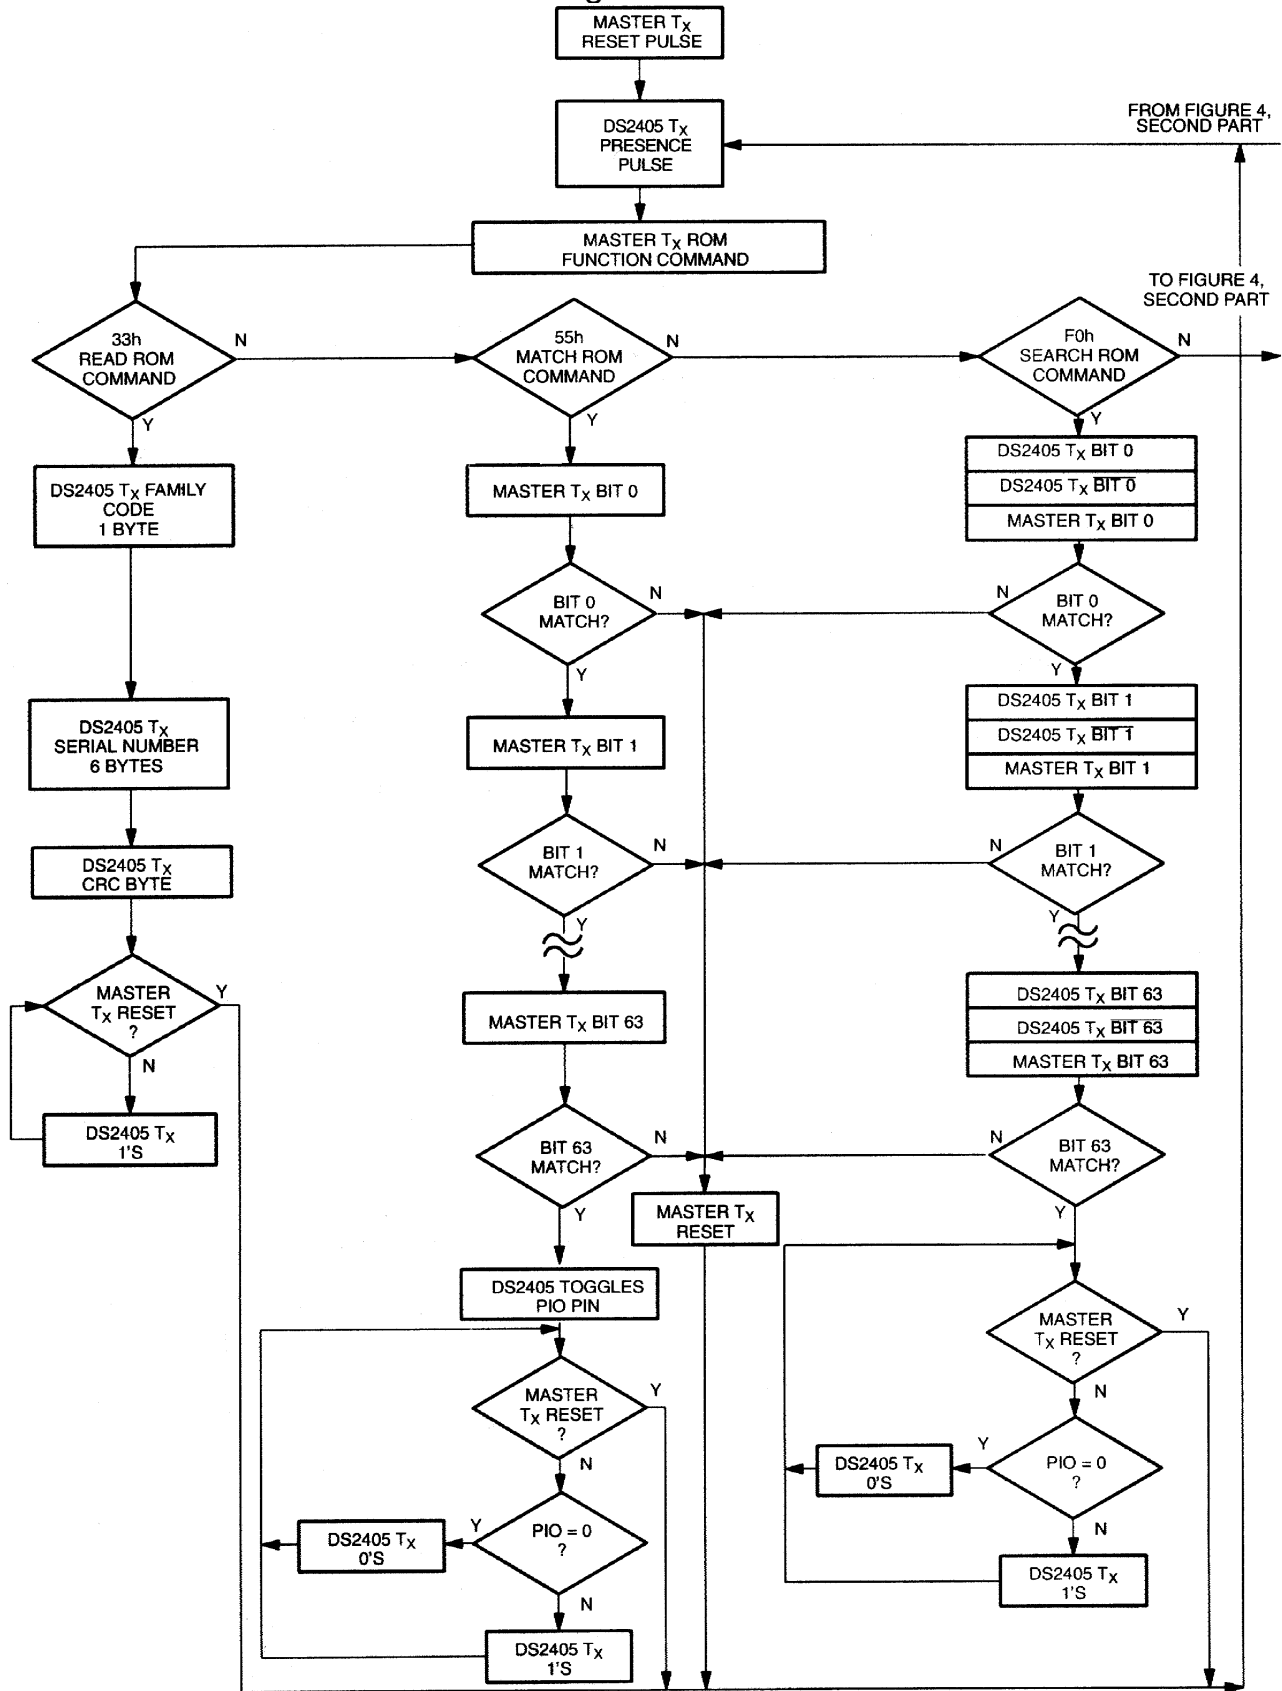 MASTER TX
RESET PULSE
FROM FIGURE 4,
SECOND PART
DS2405 TX
PRESENCE
PULSE
MASTER TX ROM
FUNCTION COMMAND
TO FIGURE 4,
SECOND PART
33h
READ ROM
COMMAND
N
Y
55h
MATCH ROM
COMMAND
N
Y
F0h
SEARCH ROM
COMMAND
N
Y
DS2405 TX FAMILY
CODE
1 BYTE
DS2405 TX
SERIAL NUMBER
6 BYTES
DS2405 TX
CRC BYTE
MASTER
TX RESET
?
Y
N
DS2405 TX
1'S
MASTER TX BIT 0
BIT 0
MATCH?
N
Y
MASTER TX BIT 1
BIT 1
MATCH?
N
Y
MASTER TX BIT 63
BIT 63
MATCH?
N
Y
DS2405 TOGGLES
PIO PIN
MASTER
TX RESET
?
Y
N
PIO = 0
?
Y
N
DS2405 TX
0'S
DS2405 TX
1'S
MASTER TX
RESET
DS2405 TX BIT 0
DS2405 TX BIT 0
MASTER TX BIT 0
BIT 0
MATCH?
N
Y
DS2405 TX BIT 1
DS2405 TX BIT 1
MASTER TX BIT 1
BIT 1
MATCH?
N
Y
DS2405 TX BIT 63
DS2405 TX BIT 63
MASTER TX BIT 63
BIT 63
MATCH?
N
Y
MASTER
TX RESET
?
Y
N
PIO = 0
?
Y
N
DS2405 TX
0'S
DS2405 TX
1'S